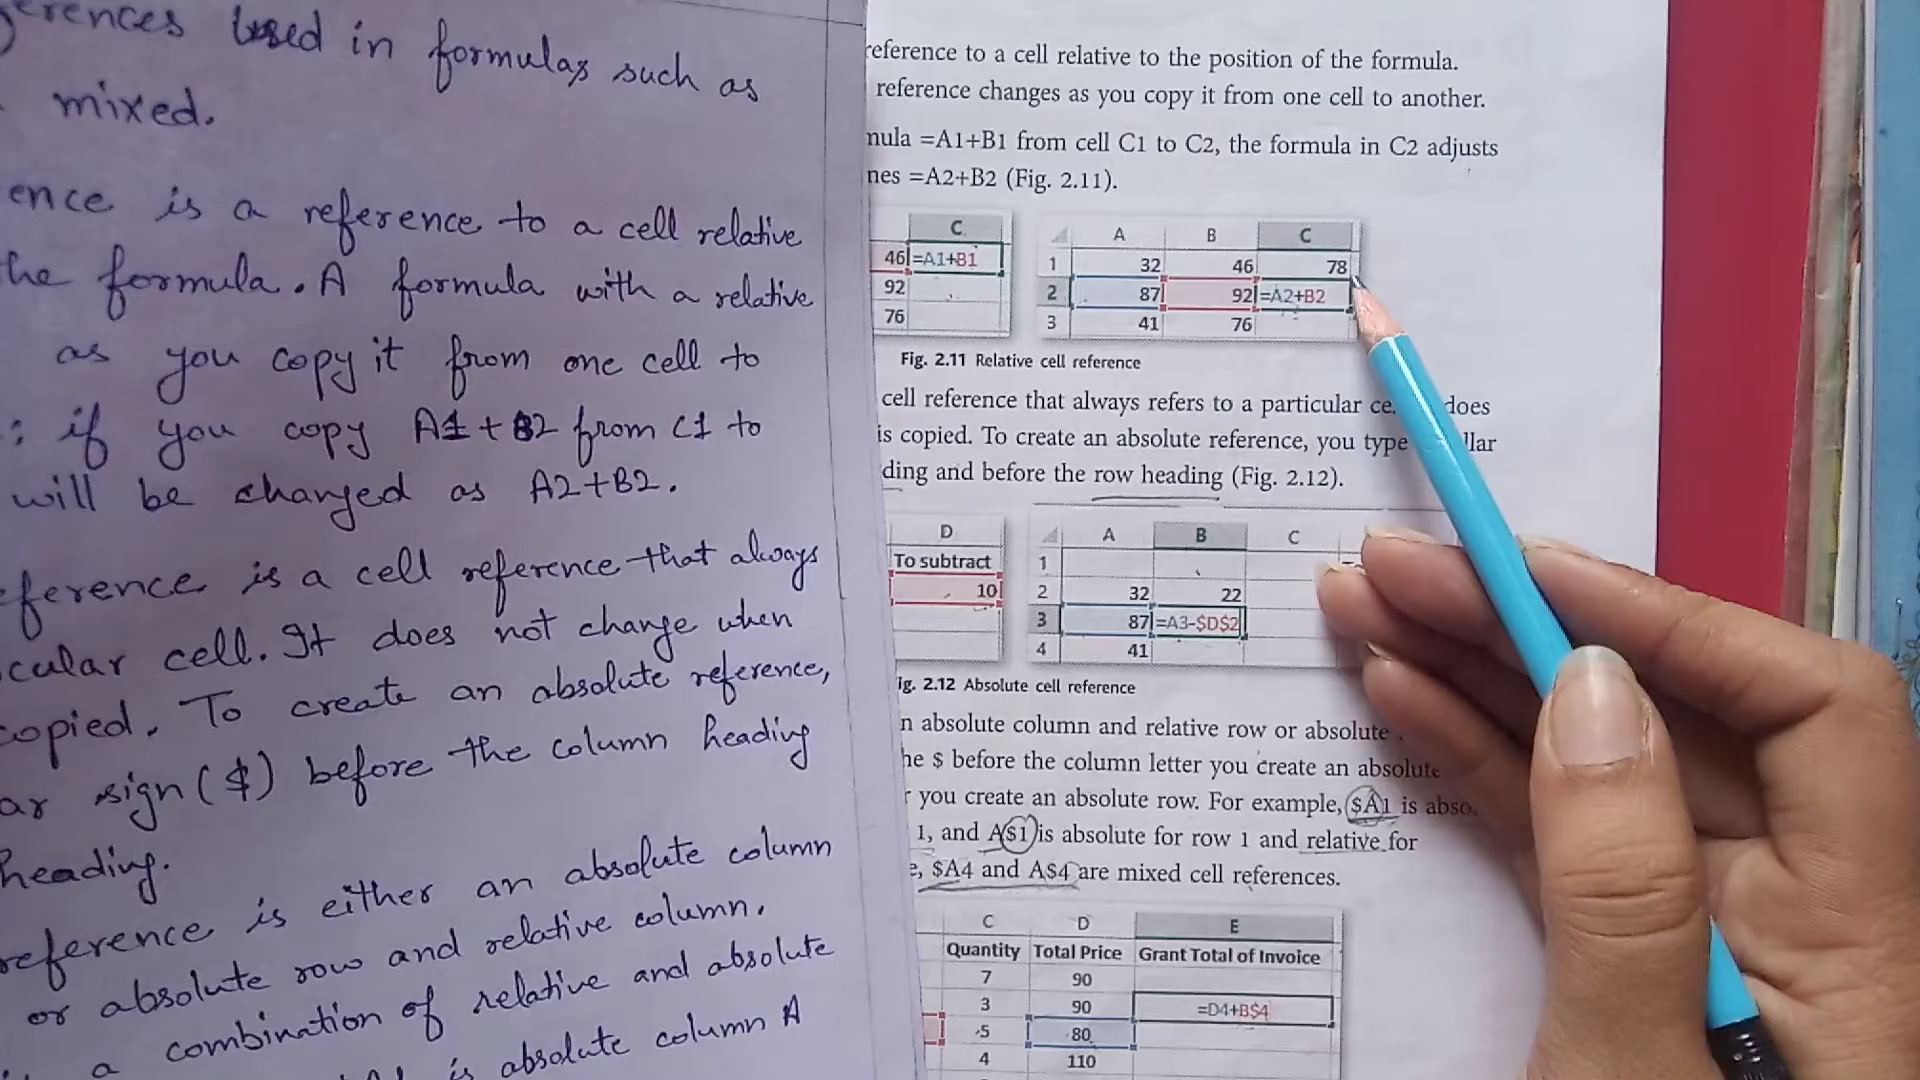 erences used in formulas such as
mixed.
ence is a reference to a cell relative
he formula. A formula with a relative
as you copy it from one cell to
: if you copy A1 + B2 from C1 to
will be changed as A2+B2.
ference is a cell reference that always
cular cell. It does not change when
copied. To create an absolute reference,
ar sign ($) before the column heading
heading.
reference is either an absolute column
or absolute row and relative column.
a combination of relative and absolute
is absolute column A
reference to a cell relative to the position of the formula.
reference changes as you copy it from one cell to another.
mula =A1+B1 from cell C1 to C2, the formula in C2 adjusts
nes =A2+B2 (Fig. 2.11).
C
46 =A1+B1
92
76
A B C
1 32 46 78
2 87 92 =A2+B2
3 41 76
Fig. 2.11 Relative cell reference
cell reference that always refers to a particular ce does
is copied. To create an absolute reference, you type llar
ding and before the row heading (Fig. 2.12).
D
To subtract
10
A B C
1
2 32 22
3 87 =A3-$D$2
4 41
ig. 2.12 Absolute cell reference
n absolute column and relative row or absolute
he $ before the column letter you create an absolute
r you create an absolute row. For example, $A1 is abso
1, and A$1 is absolute for row 1 and relative for
e, $A4 and A$4 are mixed cell references.
C D E
Quantity Total Price Grant Total of Invoice
7 90
3 90 =D4+B$4
5 80
4 110